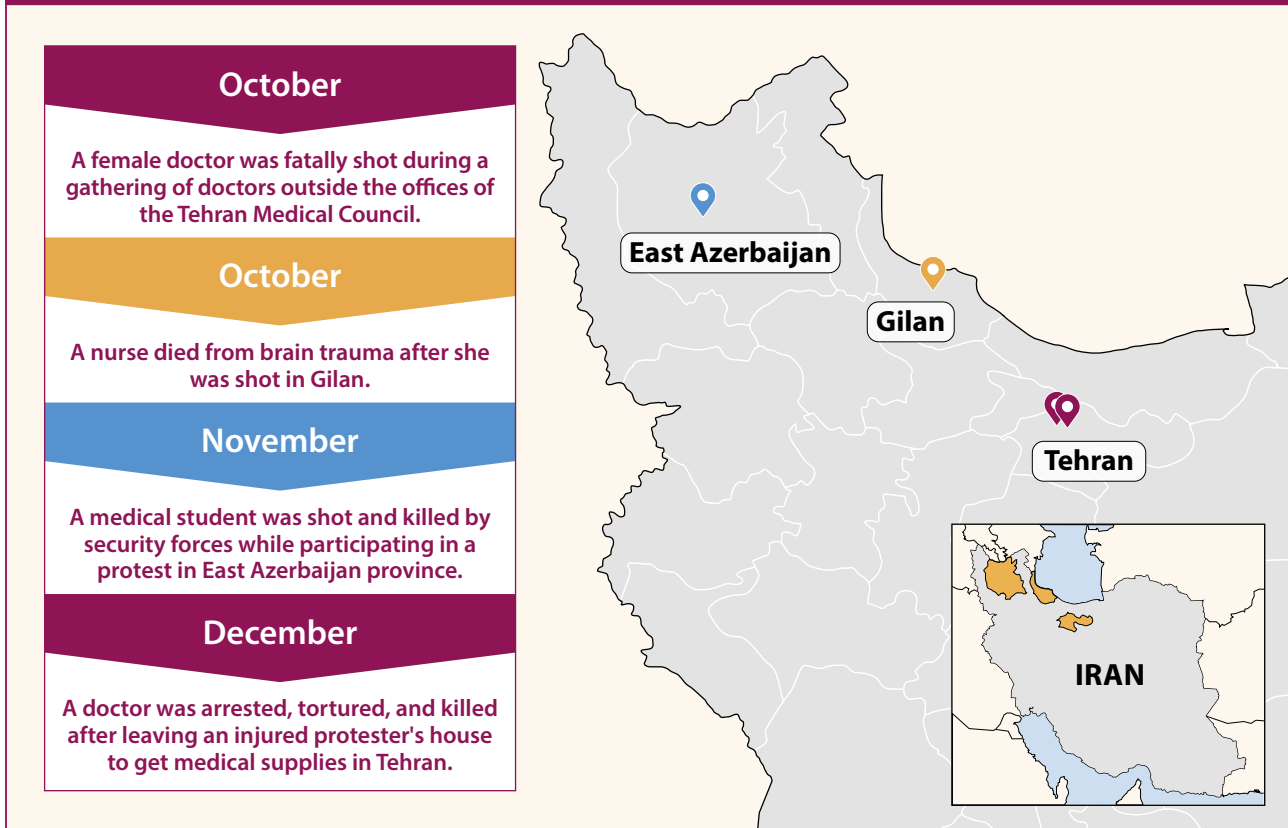 October
A female doctor was fatally shot during a
gathering of doctors outside the offices of
the Tehran Medical Council.
October
A nurse died from brain trauma after she
was shot in Gilan.
November
A medical student was shot and killed by
security forces while participating in a
protest in East Azerbaijan province.
December
A doctor was arrested, tortured, and killed
after leaving an injured protester's house
to get medical supplies in Tehran.
East Azerbaijan
Gilan
Tehran
IRAN